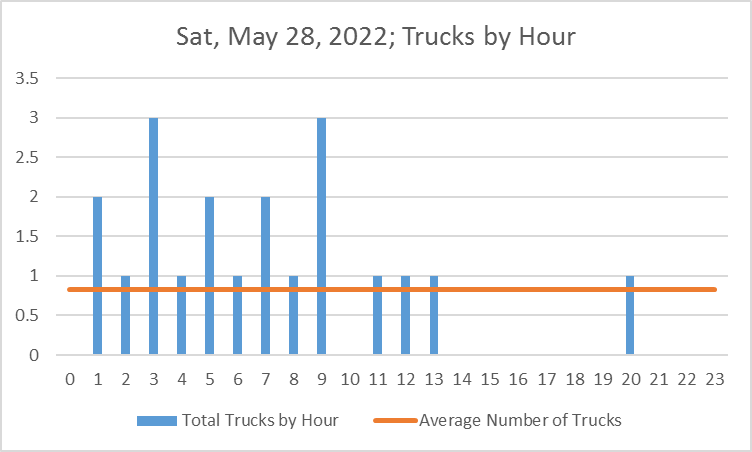 Sat, May 28, 2022; Trucks by Hour
3.5
3
2.5
2
1.5
1
0.5
0
0 1 2 3 4 5 6 7 8 9 10 11 12 13 14 15 16 17 18 19 20 21 22 23
Total Trucks by Hour Average Number of Trucks